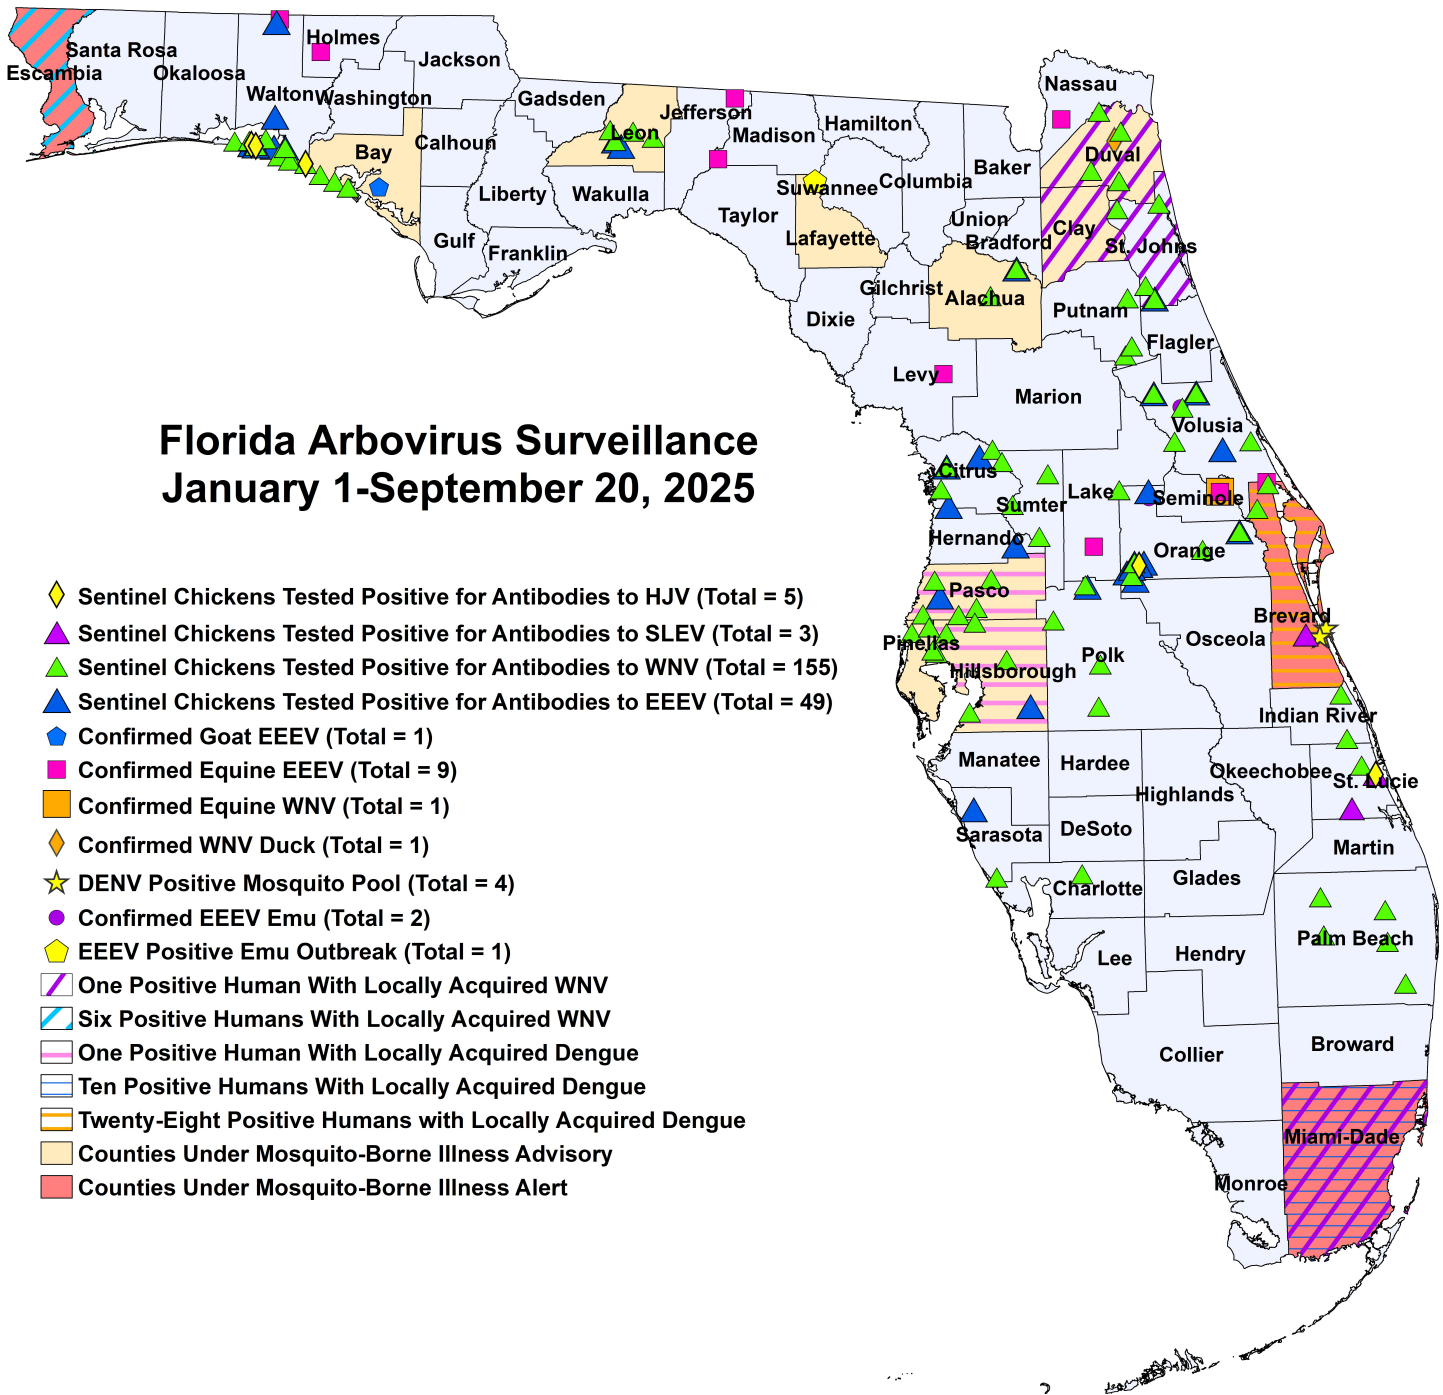 Nassau
Holmes
Santa Rosa
Jackson
Escambia
Okaloosa
Walton
Washington
Gadsden
Jefferson
Leon
Madison
Hamilton
Calhoun
Bay
Duval
Baker
Columbia
Suwannee
Liberty
Wakulla
Taylor
Union
Clay
Lafayette
Bradford
St. Johns
Gulf
Franklin
Gilchrist
Alachua
Putnam
Dixie
Flagler
Levy
Marion
Volusia
Florida Arbovirus Surveillance
January 1-September 20, 2025
Citrus
Lake
Seminole
Sumter
Hernando
Orange
Pasco
Brevard
Osceola
Pinellas
Polk
Hillsborough
Indian River
Manatee
Hardee
Okeechobee
St. Lucie
Highlands
Sarasota
DeSoto
Martin
Glades
Charlotte
Palm Beach
Lee
Hendry
Broward
Collier
Miami-Dade
Monroe
Sentinel Chickens Tested Positive for Antibodies to HJV (Total = 5)
Sentinel Chickens Tested Positive for Antibodies to SLEV (Total = 3)
Sentinel Chickens Tested Positive for Antibodies to WNV (Total = 155)
Sentinel Chickens Tested Positive for Antibodies to EEEV (Total = 49)
Confirmed Goat EEEV (Total = 1)
Confirmed Equine EEEV (Total = 9)
Confirmed Equine WNV (Total = 1)
Confirmed WNV Duck (Total = 1)
DENV Positive Mosquito Pool (Total = 4)
Confirmed EEEV Emu (Total = 2)
EEEV Positive Emu Outbreak (Total = 1)
One Positive Human With Locally Acquired WNV
Six Positive Humans With Locally Acquired WNV
One Positive Human With Locally Acquired Dengue
Ten Positive Humans With Locally Acquired Dengue
Twenty-Eight Positive Humans with Locally Acquired Dengue
Counties Under Mosquito-Borne Illness Advisory
Counties Under Mosquito-Borne Illness Alert